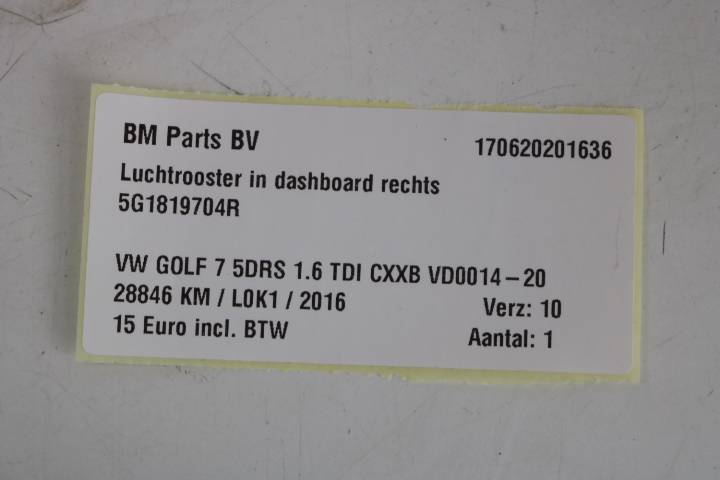 BM Parts BV 170620201636
Luchtrooster in dashboard rechts
5G1819704R
VW GOLF 7 5DRS 1.6 TDI CXXB VD0014-20
28846 KM / L0K1 / 2016 Verz: 10
15 Euro incl. BTW Aantal: 1